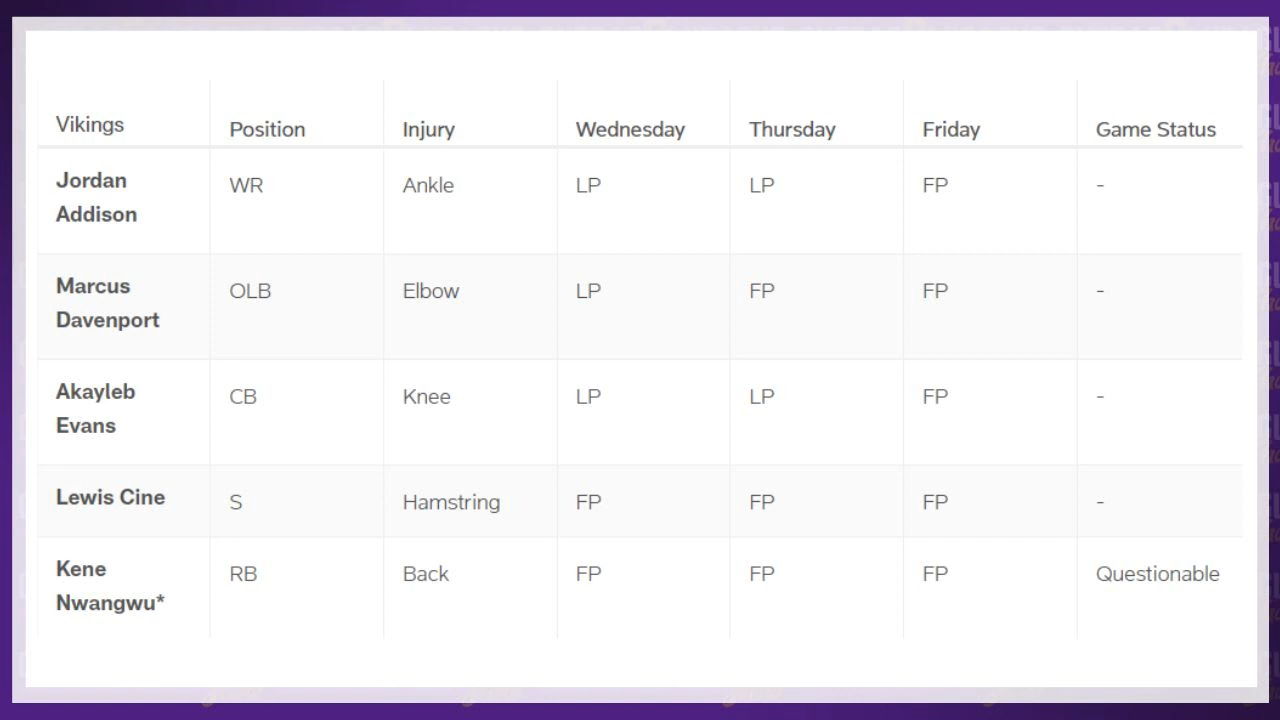 Vikings Position Injury Wednesday Thursday Friday Game Status
Jordan Addison WR Ankle LP LP FP -
Marcus Davenport OLB Elbow LP FP FP -
Akayleb Evans CB Knee LP LP FP -
Lewis Cine S Hamstring FP FP FP -
Kene Nwangwu* RB Back FP FP FP Questionable